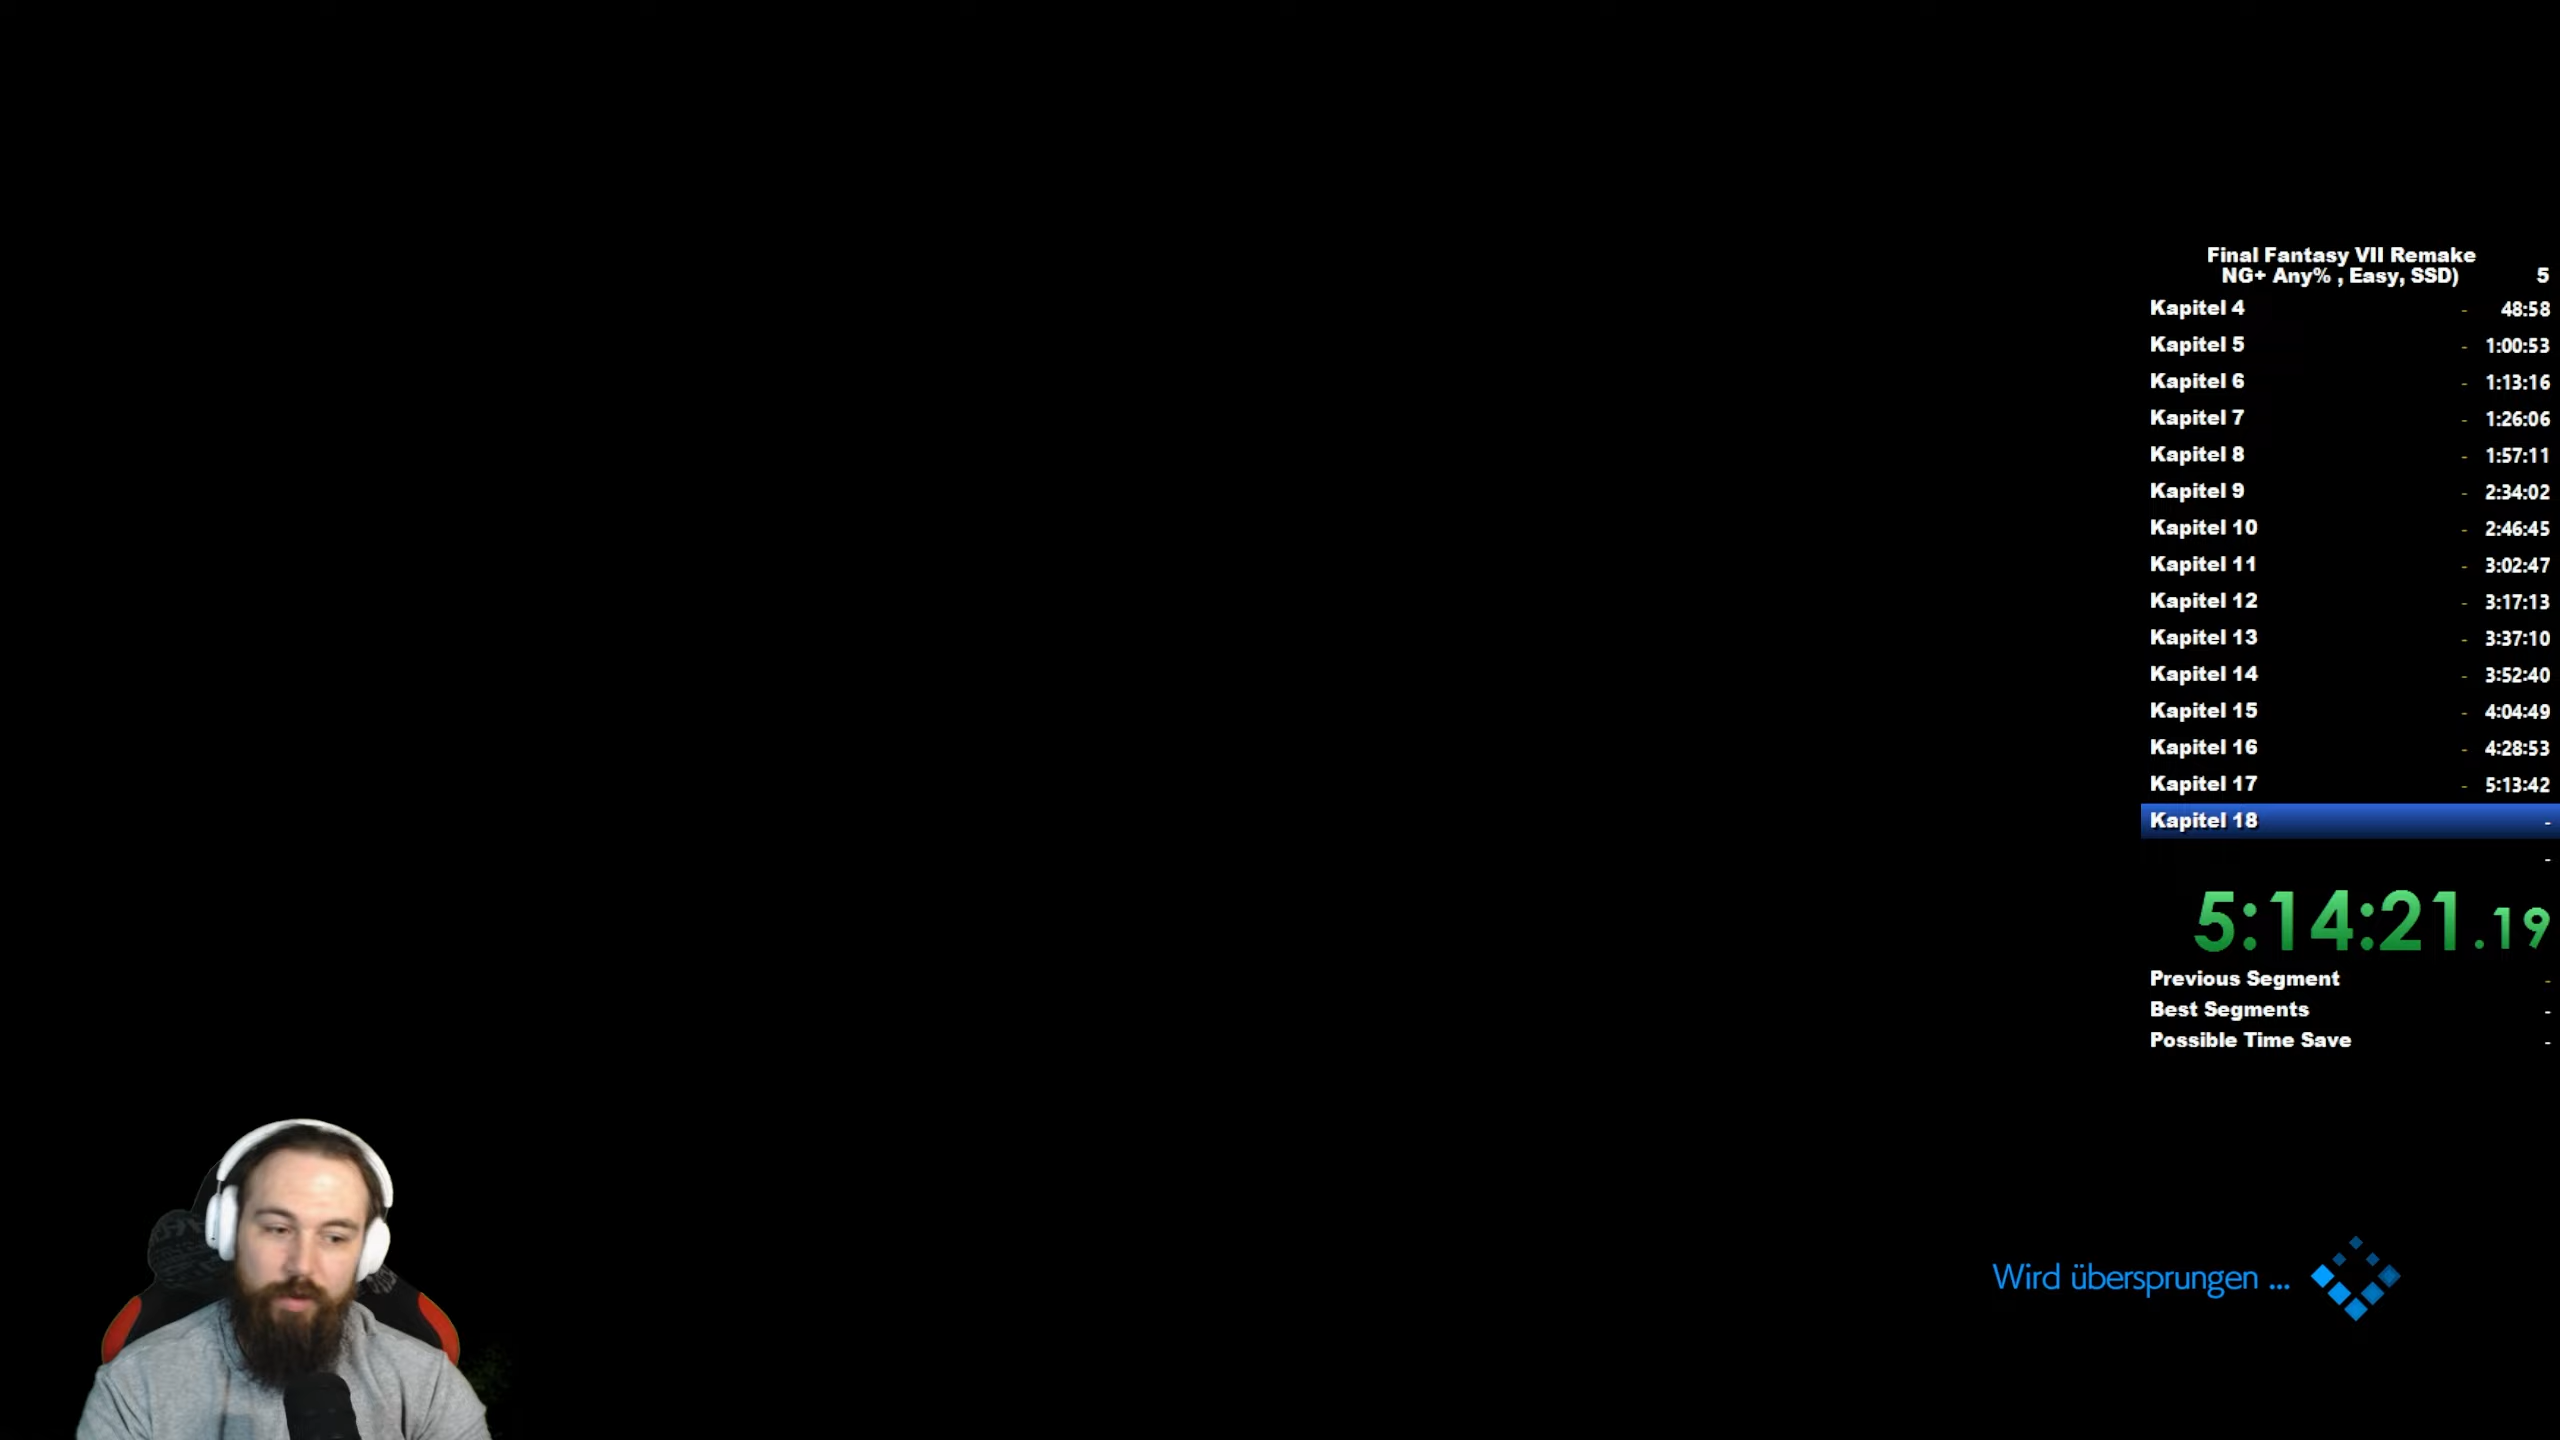 Final Fantasy VII Remake
NG+ Any% , Easy, SSD) 5
Kapitel 4 - 48:58
Kapitel 5 - 1:00:53
Kapitel 6 - 1:13:16
Kapitel 7 - 1:26:06
Kapitel 8 - 1:57:11
Kapitel 9 - 2:34:02
Kapitel 10 - 2:46:45
Kapitel 11 - 3:02:47
Kapitel 12 - 3:17:13
Kapitel 13 - 3:37:10
Kapitel 14 - 3:52:40
Kapitel 15 - 4:04:49
Kapitel 16 - 4:28:53
Kapitel 17 - 5:13:42
Kapitel 18 -
-
5:14:21.19
Previous Segment -
Best Segments -
Possible Time Save -
Wird übersprungen ...